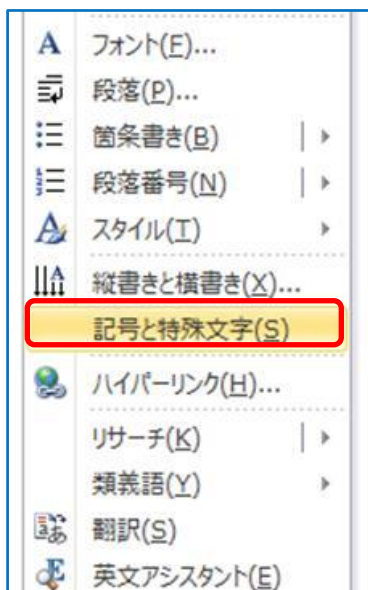 フォント(F)...
段落(P)...
箇条書き(B)
段落番号(N)
スタイル(T)
縦書きと横書き(X)...
記号と特殊文字(S)
ハイパーリンク(H)...
リサーチ(K)
類義語(Y)
翻訳(S)
英文アシスタント(E)